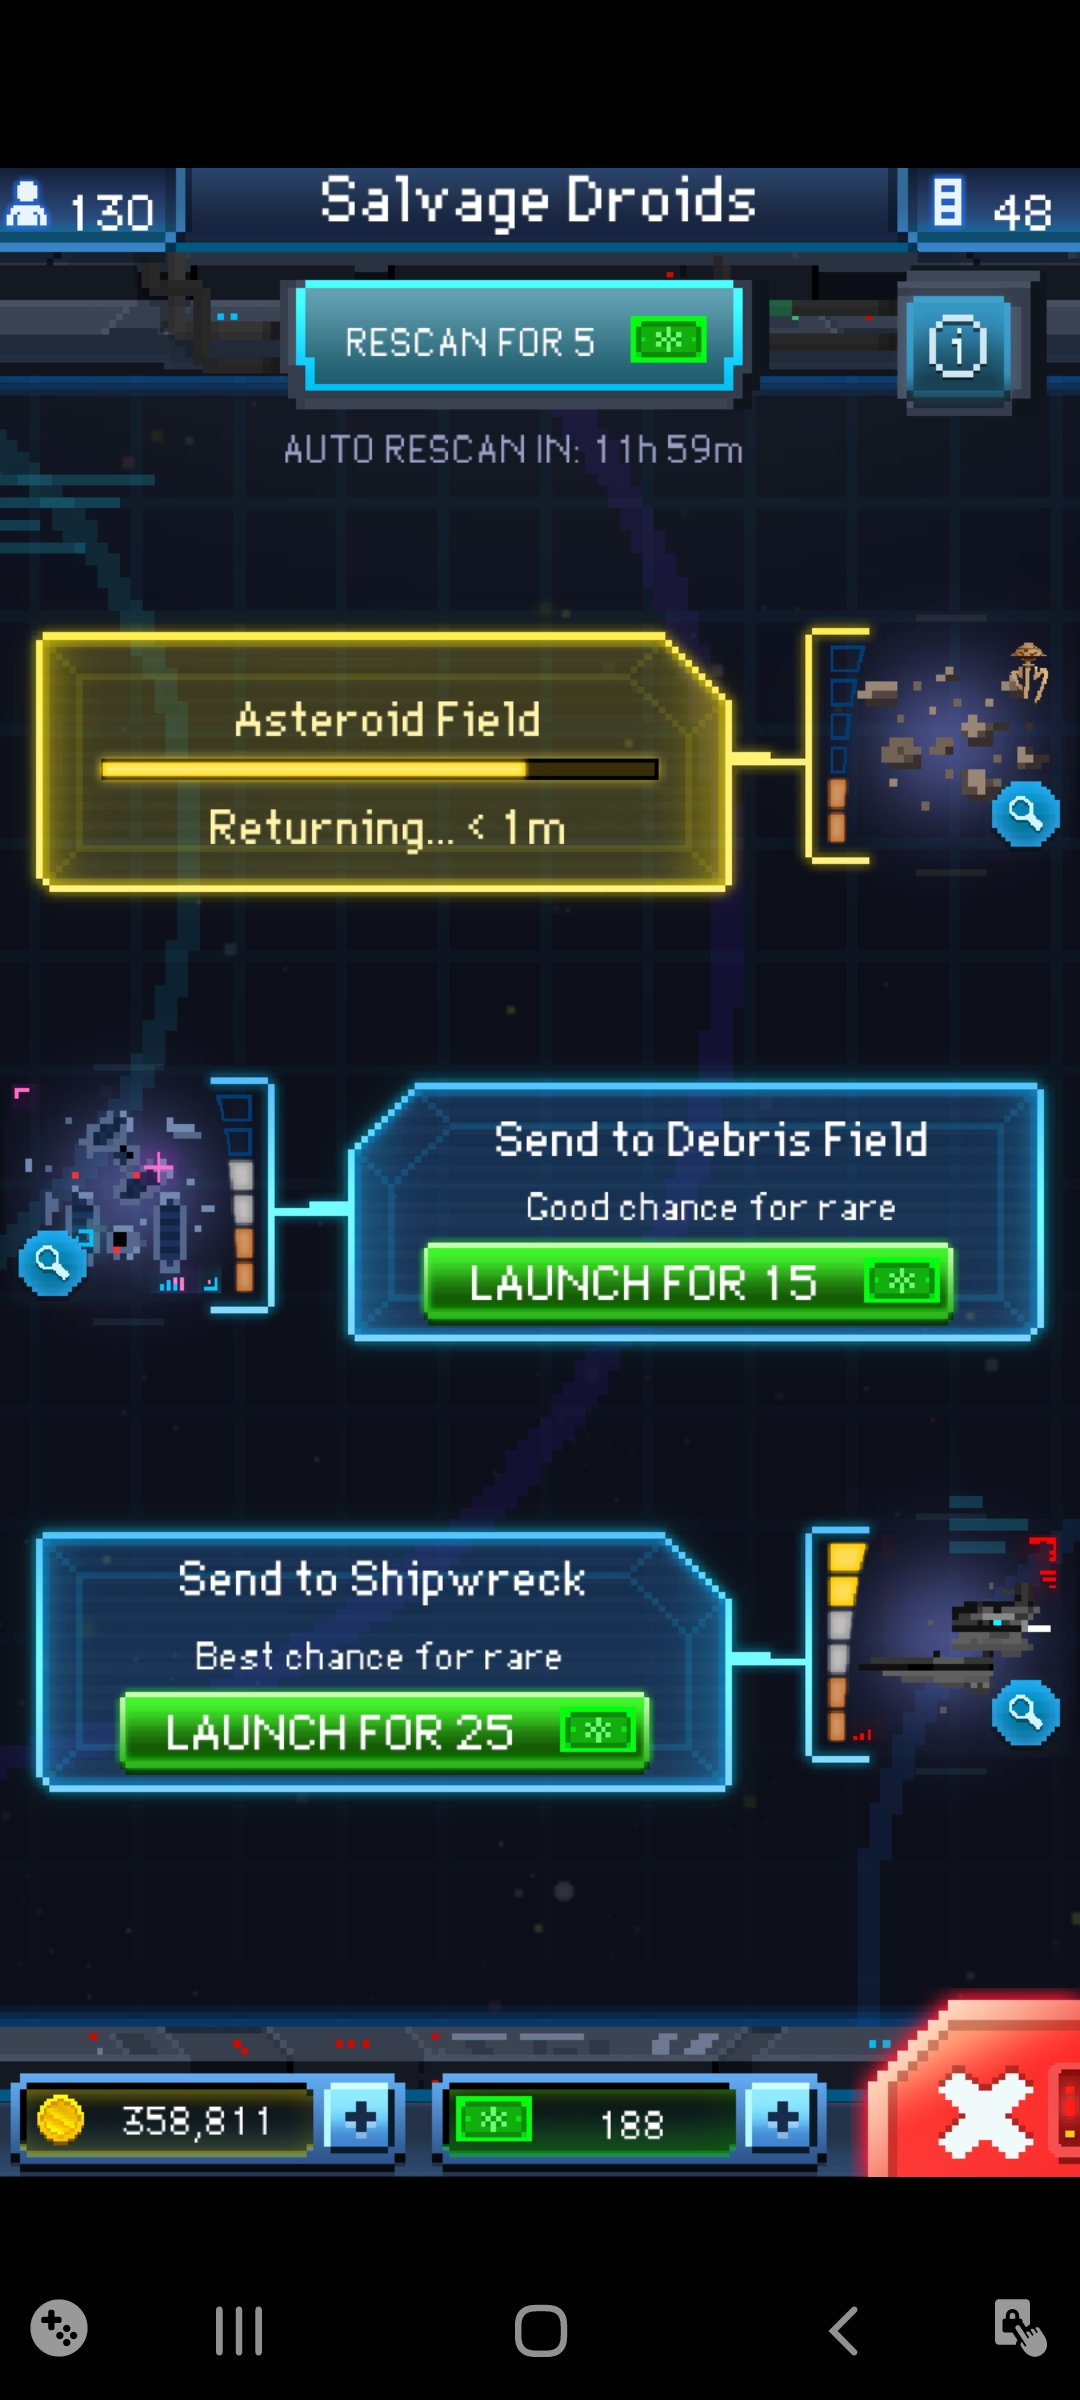 130
Salvage Droids
48
RESCAN FOR 5
AUTO RESCAN IN: 11h 59m
Asteroid Field
Returning... < 1m
Send to Debris Field
Good chance for rare
LAUNCH FOR 15
Send to Shipwreck
Best chance for rare
LAUNCH FOR 25
358,811
188